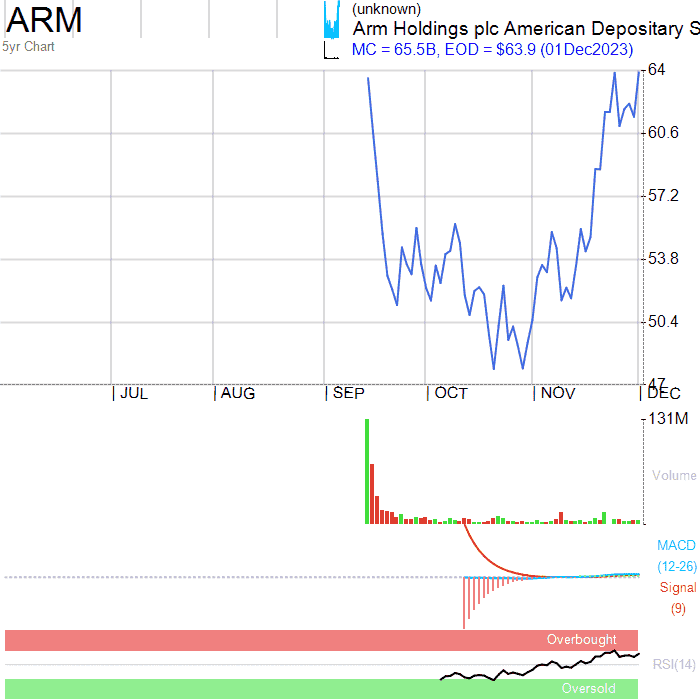 ARM
(unknown)
Arm Holdings plc American Depositary S
5yr Chart
MC = 65.5B, EOD = $63.9 (01Dec2023)
64
60.6
57.2
53.8
50.4
47
JUL AUG SEP OCT NOV DEC
131M
Volume
MACD
(12-26)
Signal
(9)
Overbought
RSI(14)
Oversold